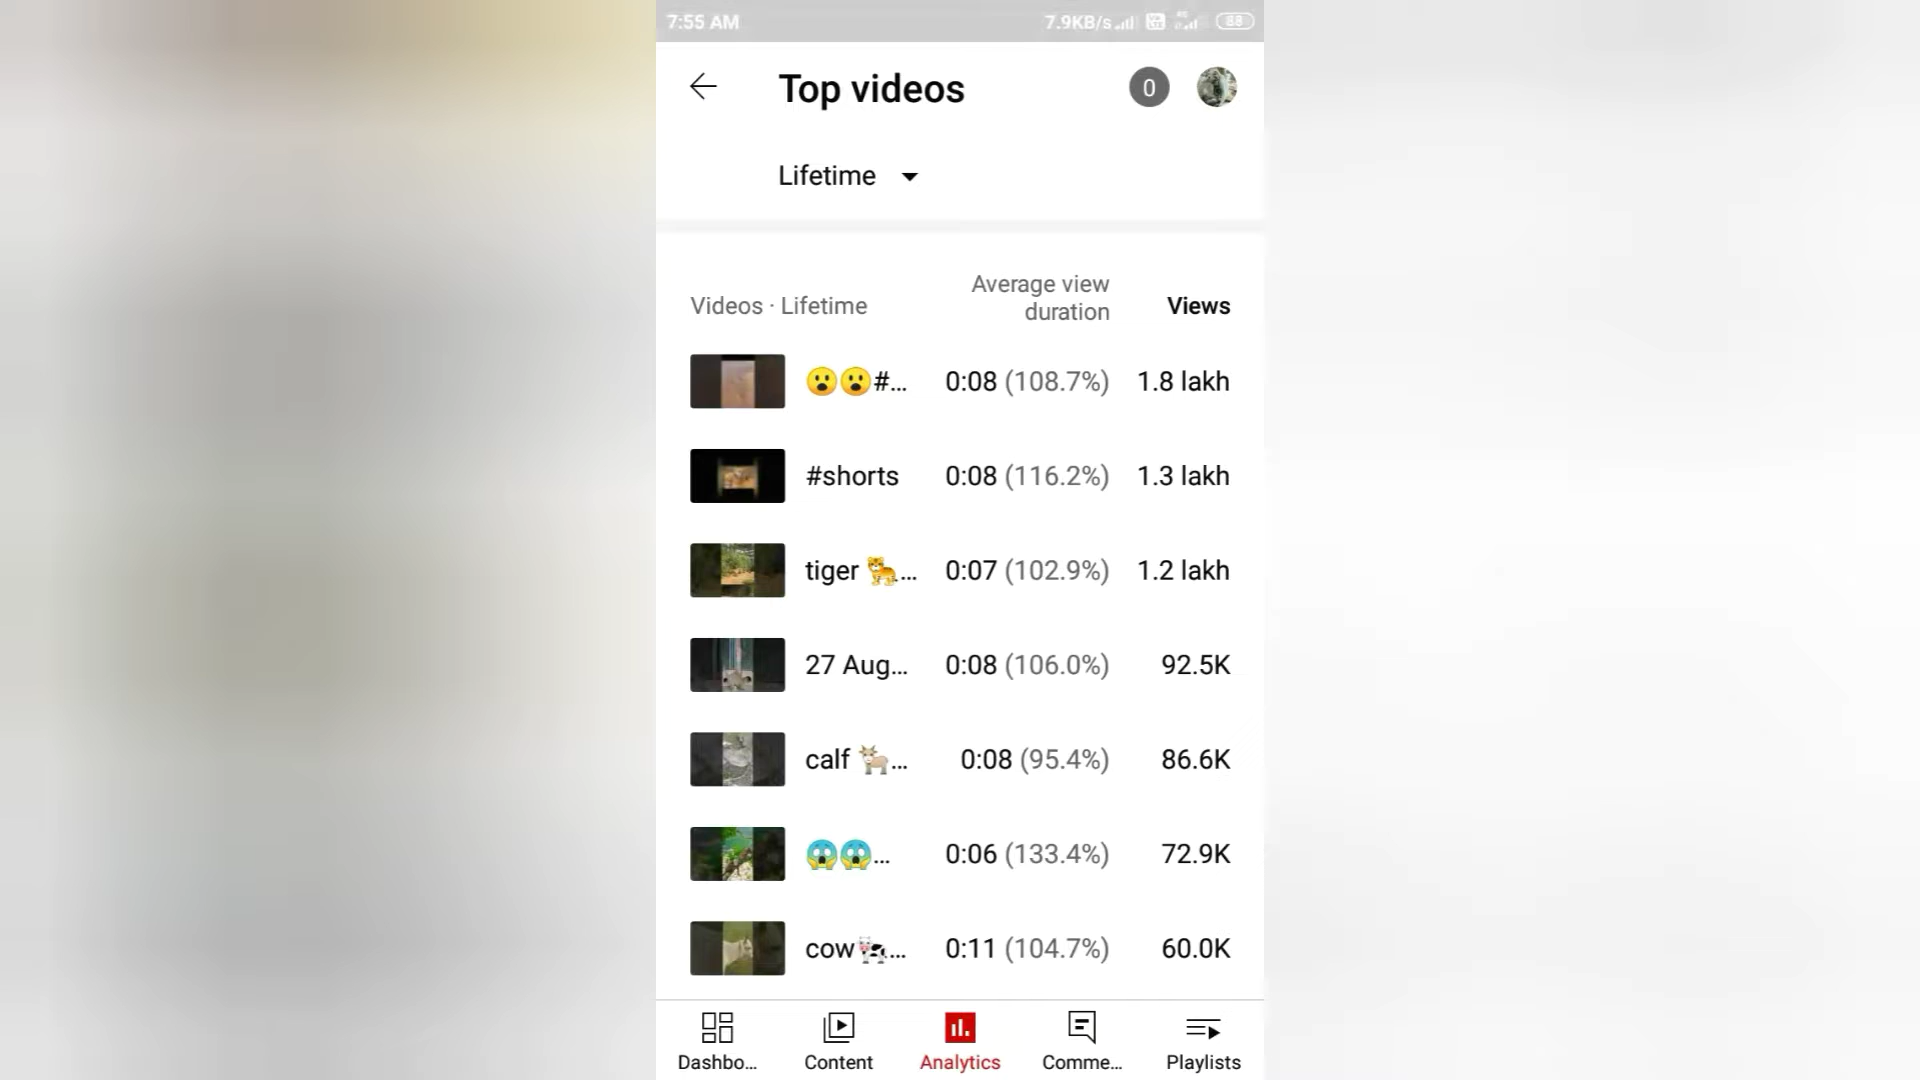 7:55 AM 7.9KB/s 88
Top videos 0
Lifetime
Average view
duration
Videos · Lifetime Views
😮😮#... 0:08 (108.7%) 1.8 lakh
#shorts 0:08 (116.2%) 1.3 lakh
tiger 🐅... 0:07 (102.9%) 1.2 lakh
27 Aug... 0:08 (106.0%) 92.5K
calf 🐐... 0:08 (95.4%) 86.6K
😱😱... 0:06 (133.4%) 72.9K
cow🐄... 0:11 (104.7%) 60.0K
Dashbo... Content Analytics Comme... Playlists